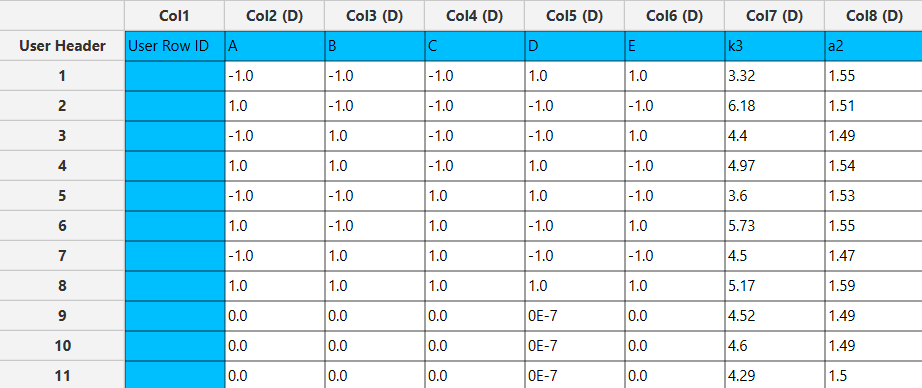 Col1 Col2 (D) Col3 (D) Col4 (D) Col5 (D) Col6 (D) Col7 (D) Col8 (D)
User Header User Row ID A B C D E k3 a2
1 -1.0 -1.0 -1.0 1.0 1.0 3.32 1.55
2 1.0 -1.0 -1.0 -1.0 -1.0 6.18 1.51
3 -1.0 1.0 -1.0 -1.0 1.0 4.4 1.49
4 1.0 1.0 -1.0 1.0 -1.0 4.97 1.54
5 -1.0 -1.0 1.0 1.0 -1.0 3.6 1.53
6 1.0 -1.0 1.0 -1.0 1.0 5.73 1.55
7 -1.0 1.0 1.0 -1.0 -1.0 4.5 1.47
8 1.0 1.0 1.0 1.0 1.0 5.17 1.59
9 0.0 0.0 0.0 0E-7 0.0 4.52 1.49
10 0.0 0.0 0.0 0E-7 0.0 4.6 1.49
11 0.0 0.0 0.0 0E-7 0.0 4.29 1.5